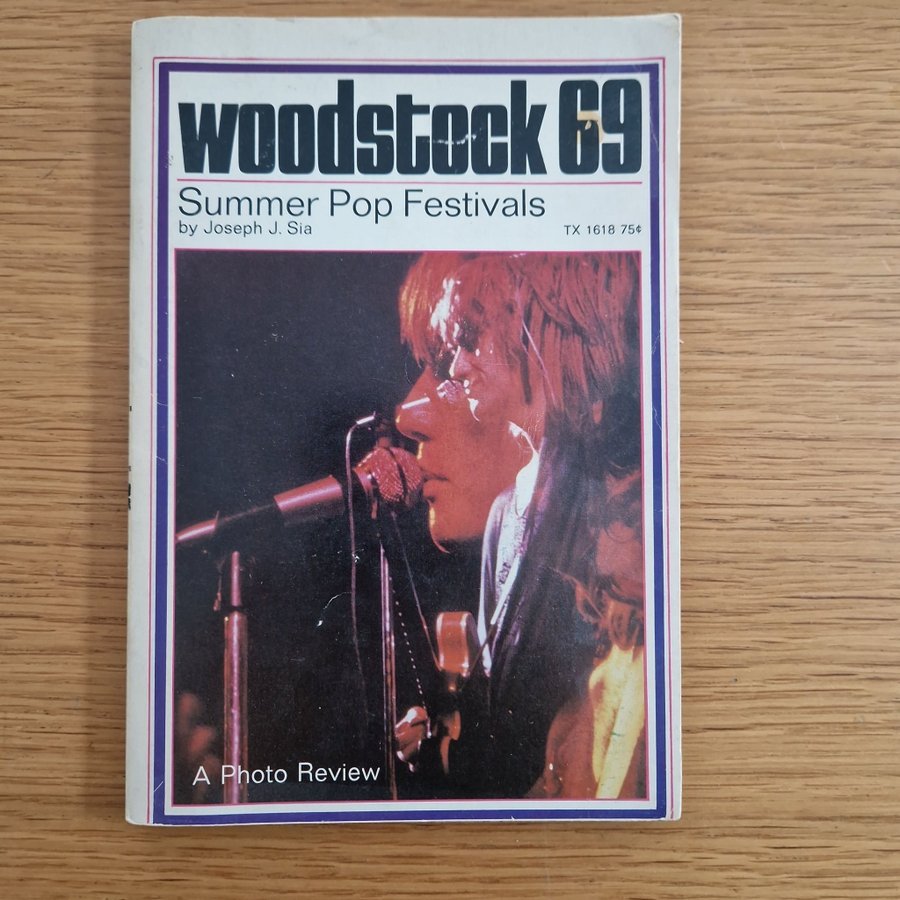 woodstock 69
Summer Pop Festivals
by Joseph J. Sia
TX 1618 75¢
A Photo Review